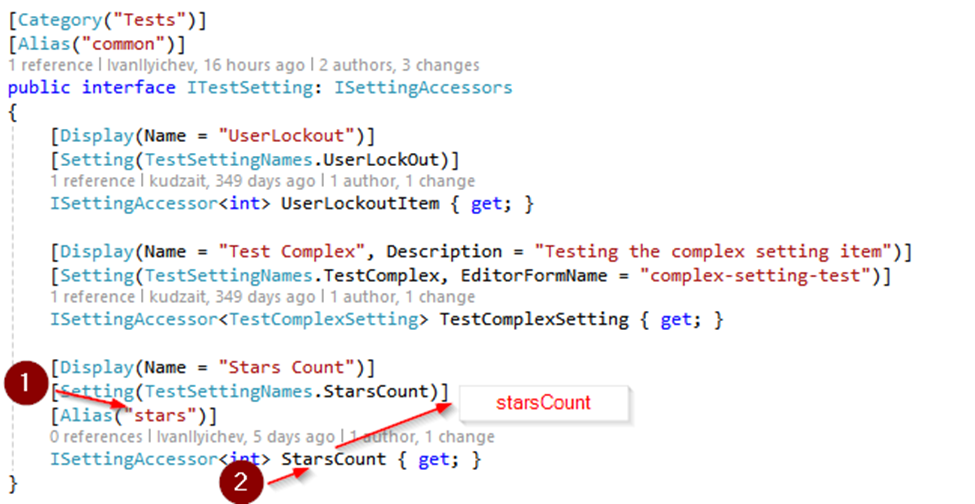 [Category("Tests")]
[Alias("common")]
1 reference | IvanIlyichev, 16 hours ago | 2 authors, 3 changes
public interface ITestSetting: ISettingAccessors
{
[Display(Name = "UserLockout")]
[Setting(TestSettingNames.UserLockOut)]
1 reference | kudzait, 349 days ago | 1 author, 1 change
ISettingAccessor<int> UserLockoutItem { get; }
[Display(Name = "Test Complex", Description = "Testing the complex setting item")]
[Setting(TestSettingNames.TestComplex, EditorFormName = "complex-setting-test")]
1 reference | kudzait, 349 days ago | 1 author, 1 change
ISettingAccessor<TestComplexSetting> TestComplexSetting { get; }
[Display(Name = "Stars Count")]
1
[Setting(TestSettingNames.StarsCount)]
starsCount
[Alias("stars")]
0 references | IvanIlyichev, 5 days ago | 1 author, 1 change
ISettingAccessor<int> StarsCount { get; }
2
}